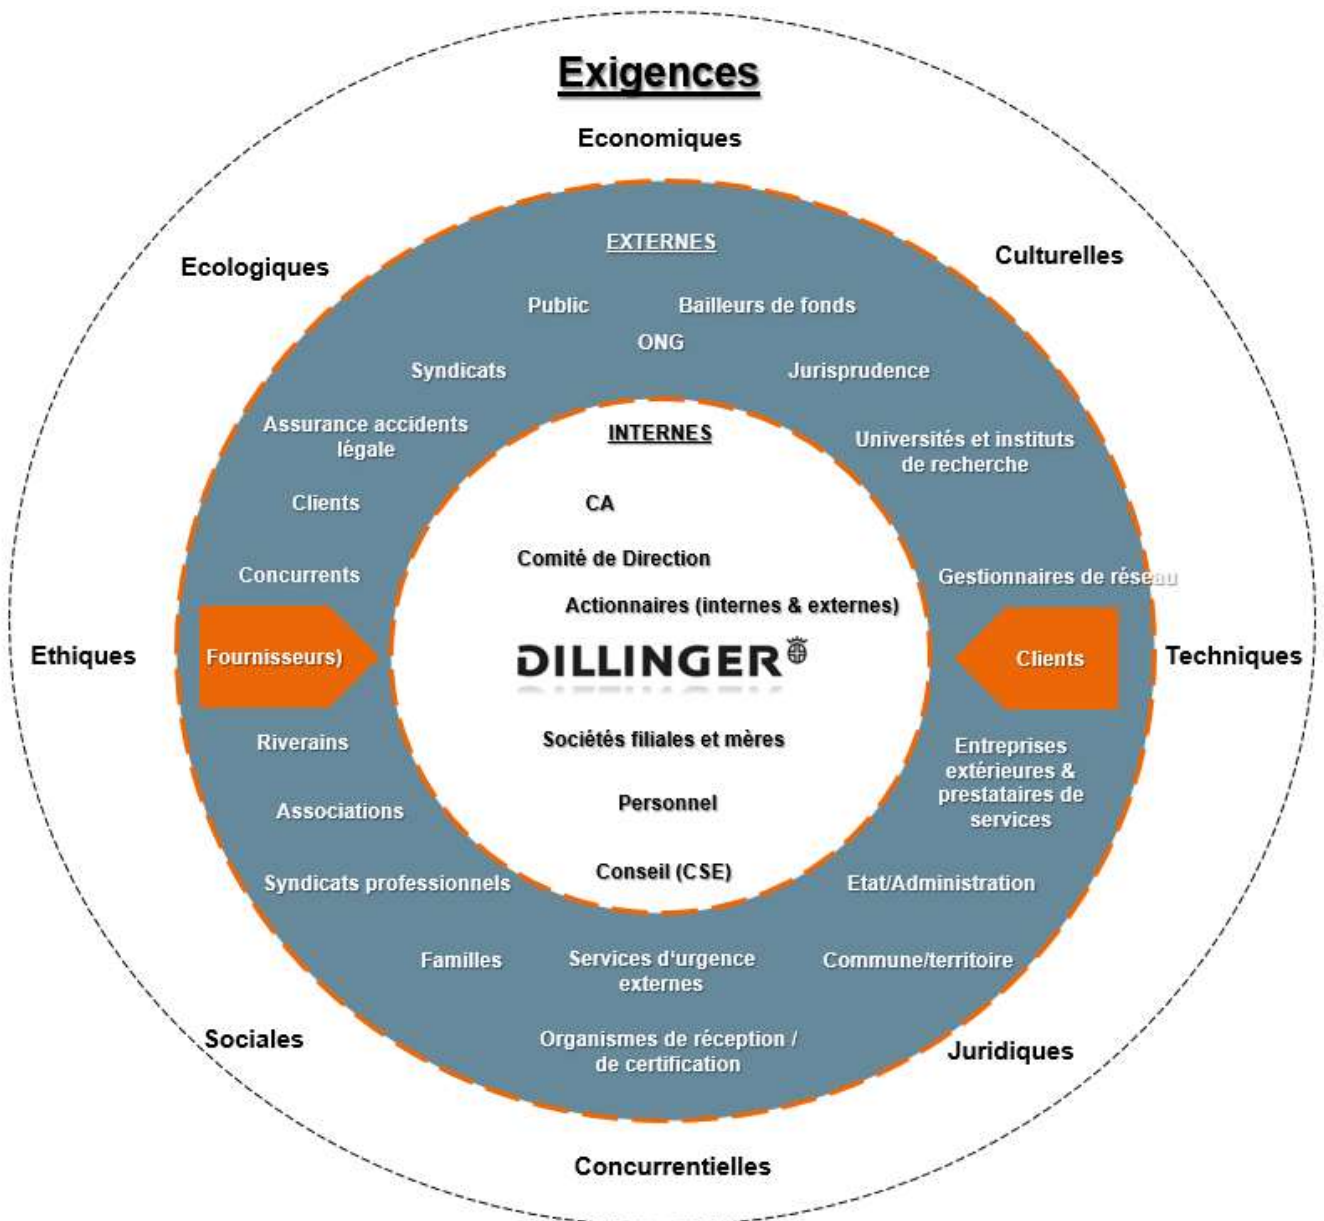 Exigences
Economiques
Culturelles
Ecologiques
EXTERNES
Public
Bailleurs de fonds
ONG
Syndicats
Jurisprudence
Assurance accidents
légale
INTERNES
Universités et instituts
de recherche
Clients
CA
Comité de Direction
Concurrents
Gestionnaires de réseau
Actionnaires (internes & externes)
Ethiques
Fournisseurs)
DILLINGER
Clients
Techniques
Riverains
Sociétés filiales et mères
Entreprises
extérieures &
prestataires de
services
Associations
Personnel
Syndicats professionnels
Conseil (CSE)
Etat/Administration
Familles
Services d'urgence
externes
Commune/territoire
Sociales
Organismes de réception /
de certification
Juridiques
Concurrentielles